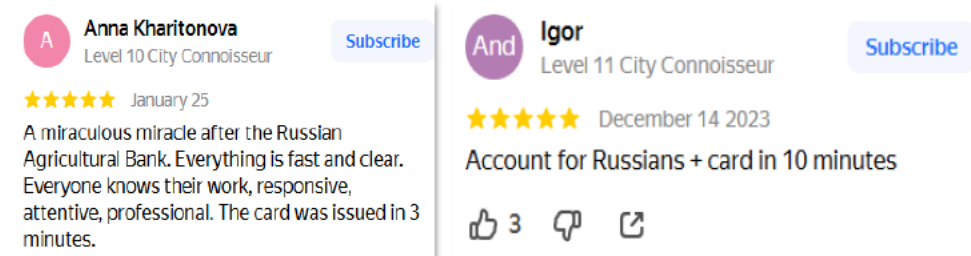 A
Anna Kharitonova
Level 10 City Connoisseur
Subscribe
January 25
A miraculous miracle after the Russian
Agricultural Bank. Everything is fast and clear.
Everyone knows their work, responsive,
attentive, professional. The card was issued in 3
minutes.
And
Igor
Level 11 City Connoisseur
Subscribe
December 14 2023
Account for Russians + card in 10 minutes
3